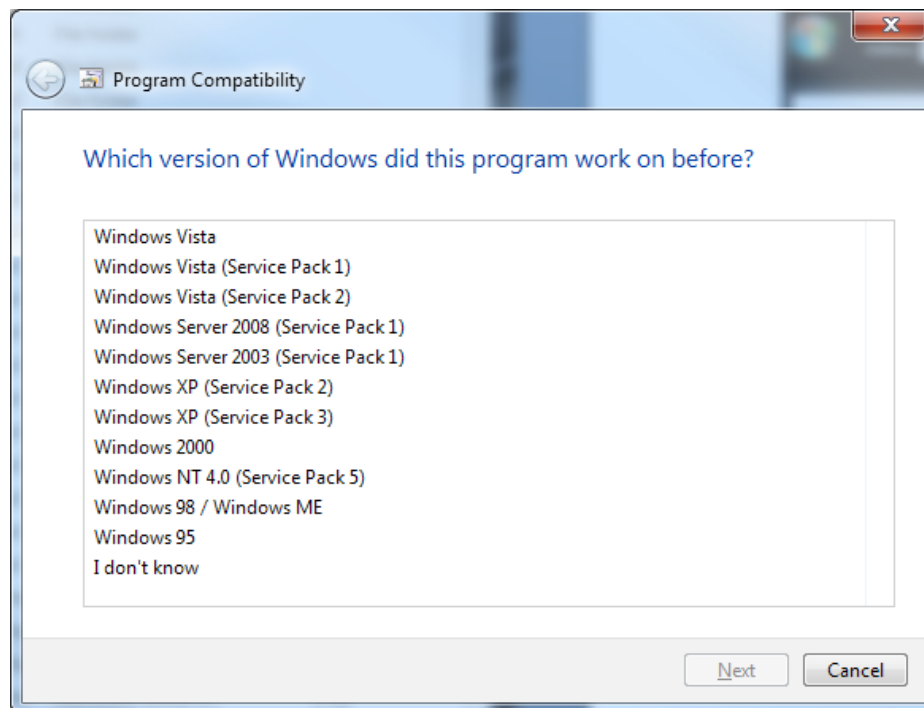 Program Compatibility
Which version of Windows did this program work on before?
Windows Vista
Windows Vista (Service Pack 1)
Windows Vista (Service Pack 2)
Windows Server 2008 (Service Pack 1)
Windows Server 2003 (Service Pack 1)
Windows XP (Service Pack 2)
Windows XP (Service Pack 3)
Windows 2000
Windows NT 4.0 (Service Pack 5)
Windows 98 / Windows ME
Windows 95
I don't know
Next Cancel